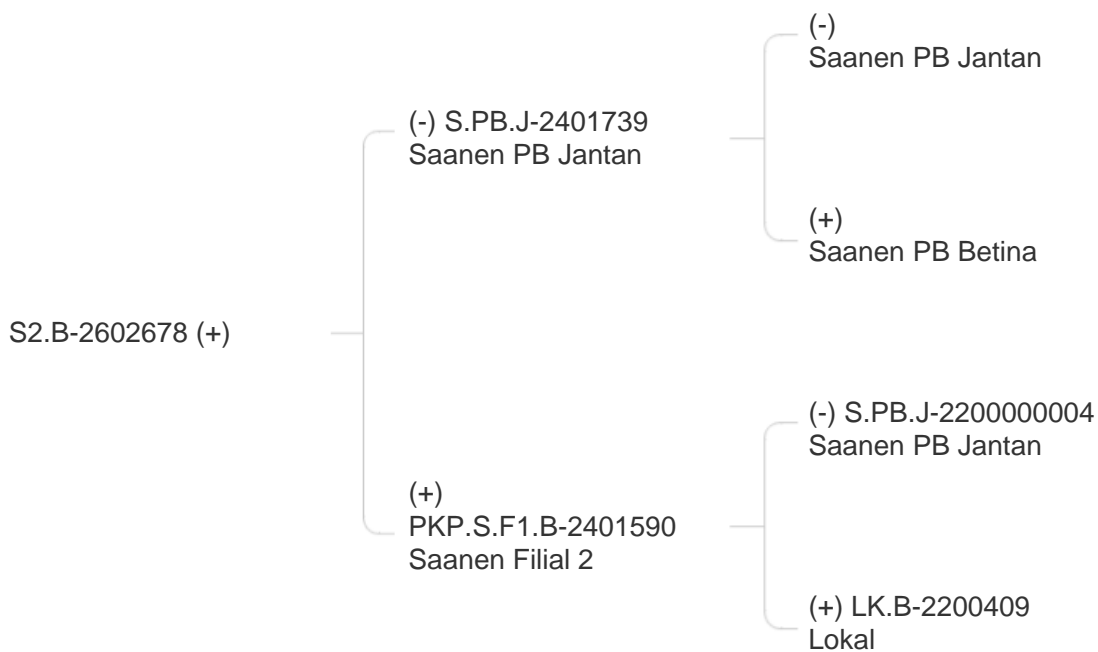 (-)
Saanen PB Jantan
(-) S.PB.J-2401739
Saanen PB Jantan
(+)
Saanen PB Betina
S2.B-2602678 (+)
(-) S.PB.J-2200000004
Saanen PB Jantan
(+)
PKP.S.F1.B-2401590
Saanen Filial 2
(+) LK.B-2200409
Lokal